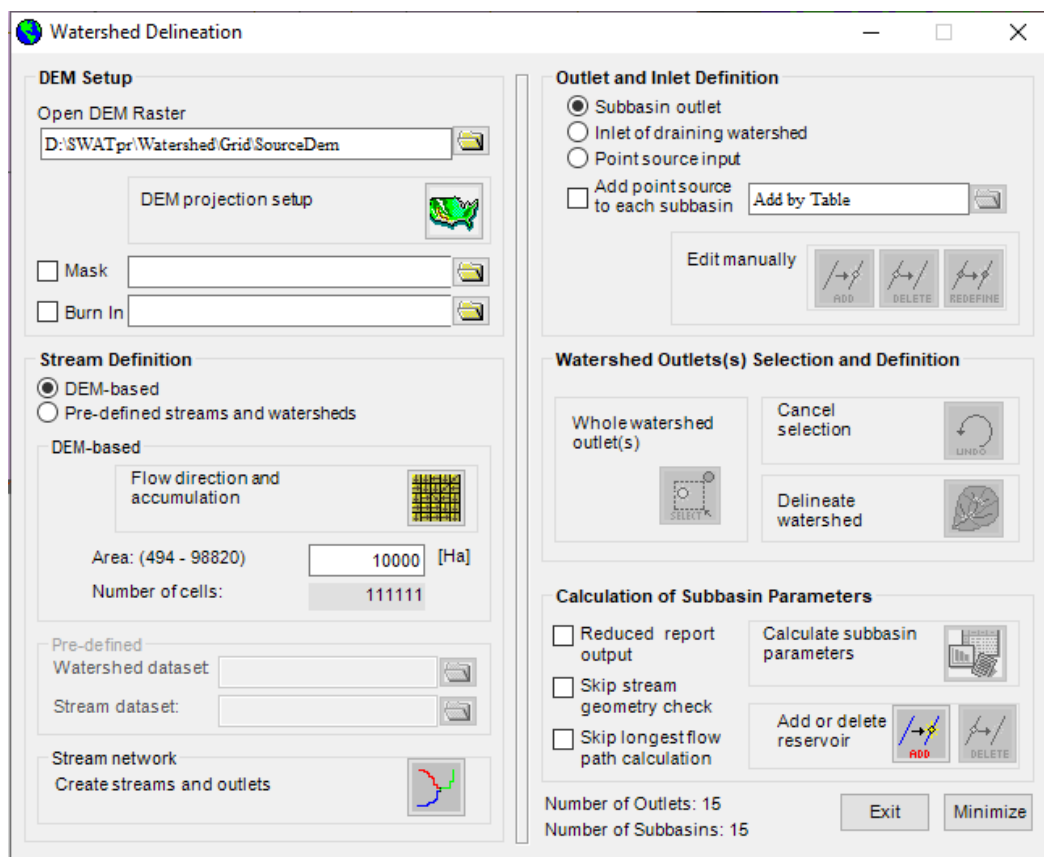 Watershed Delineation
DEM Setup
Open DEM Raster
D:\SWATpr\Watershed\Grid\SourceDem
DEM projection setup
Mask
Burn In
Stream Definition
DEM-based
Pre-defined streams and watersheds
DEM-based
Flow direction and
accumulation
Area: (494 - 98820) 10000 [Ha]
Number of cells: 111111
Pre-defined
Watershed dataset
Stream dataset:
Stream network
Create streams and outlets
Outlet and Inlet Definition
Subbasin outlet
Inlet of draining watershed
Point source input
Add point source
to each subbasin
Add by Table
Edit manually
ADD DELETE REDEFINE
Watershed Outlets(s) Selection and Definition
Whole watershed
outlet(s)
SELECT
Cancel
selection
UNDO
Delineate
watershed
Calculation of Subbasin Parameters
Reduced report
output
Skip stream
geometry check
Skip longest flow
path calculation
Calculate subbasin
parameters
Add or delete
reservoir
ADD DELETE
Number of Outlets: 15
Number of Subbasins: 15
Exit Minimize